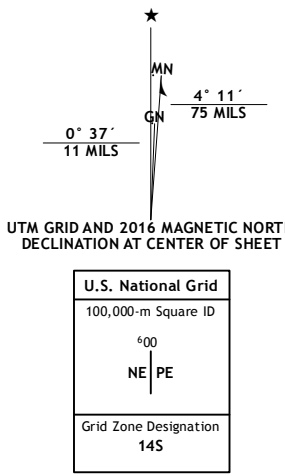 ★
MN
GN
4° 11´
75 MILS
0° 37´
11 MILS
UTM GRID AND 2016 MAGNETIC NORT
DECLINATION AT CENTER OF SHEET
U.S. National Grid
100,000-m Square ID
⁶00
NE PE
Grid Zone Designation
14S